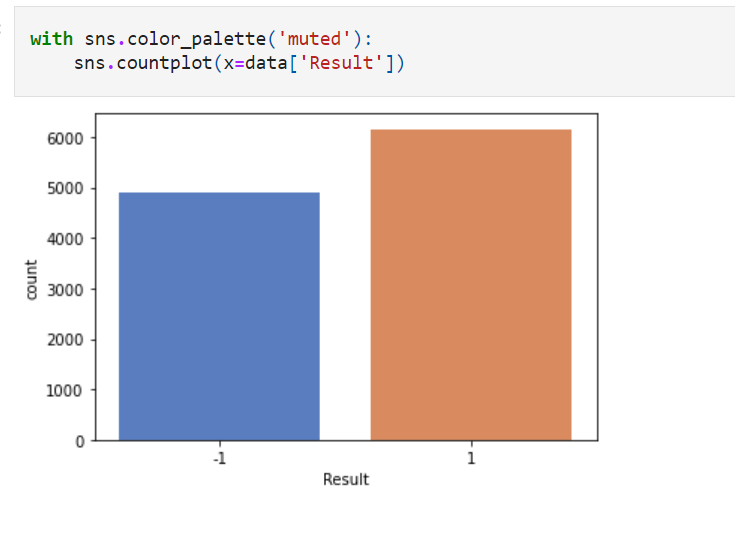 with sns.color_palette('muted'):
    sns.countplot(x=data['Result'])
6000
5000
4000
3000
2000
1000
0
count
-1 1
Result